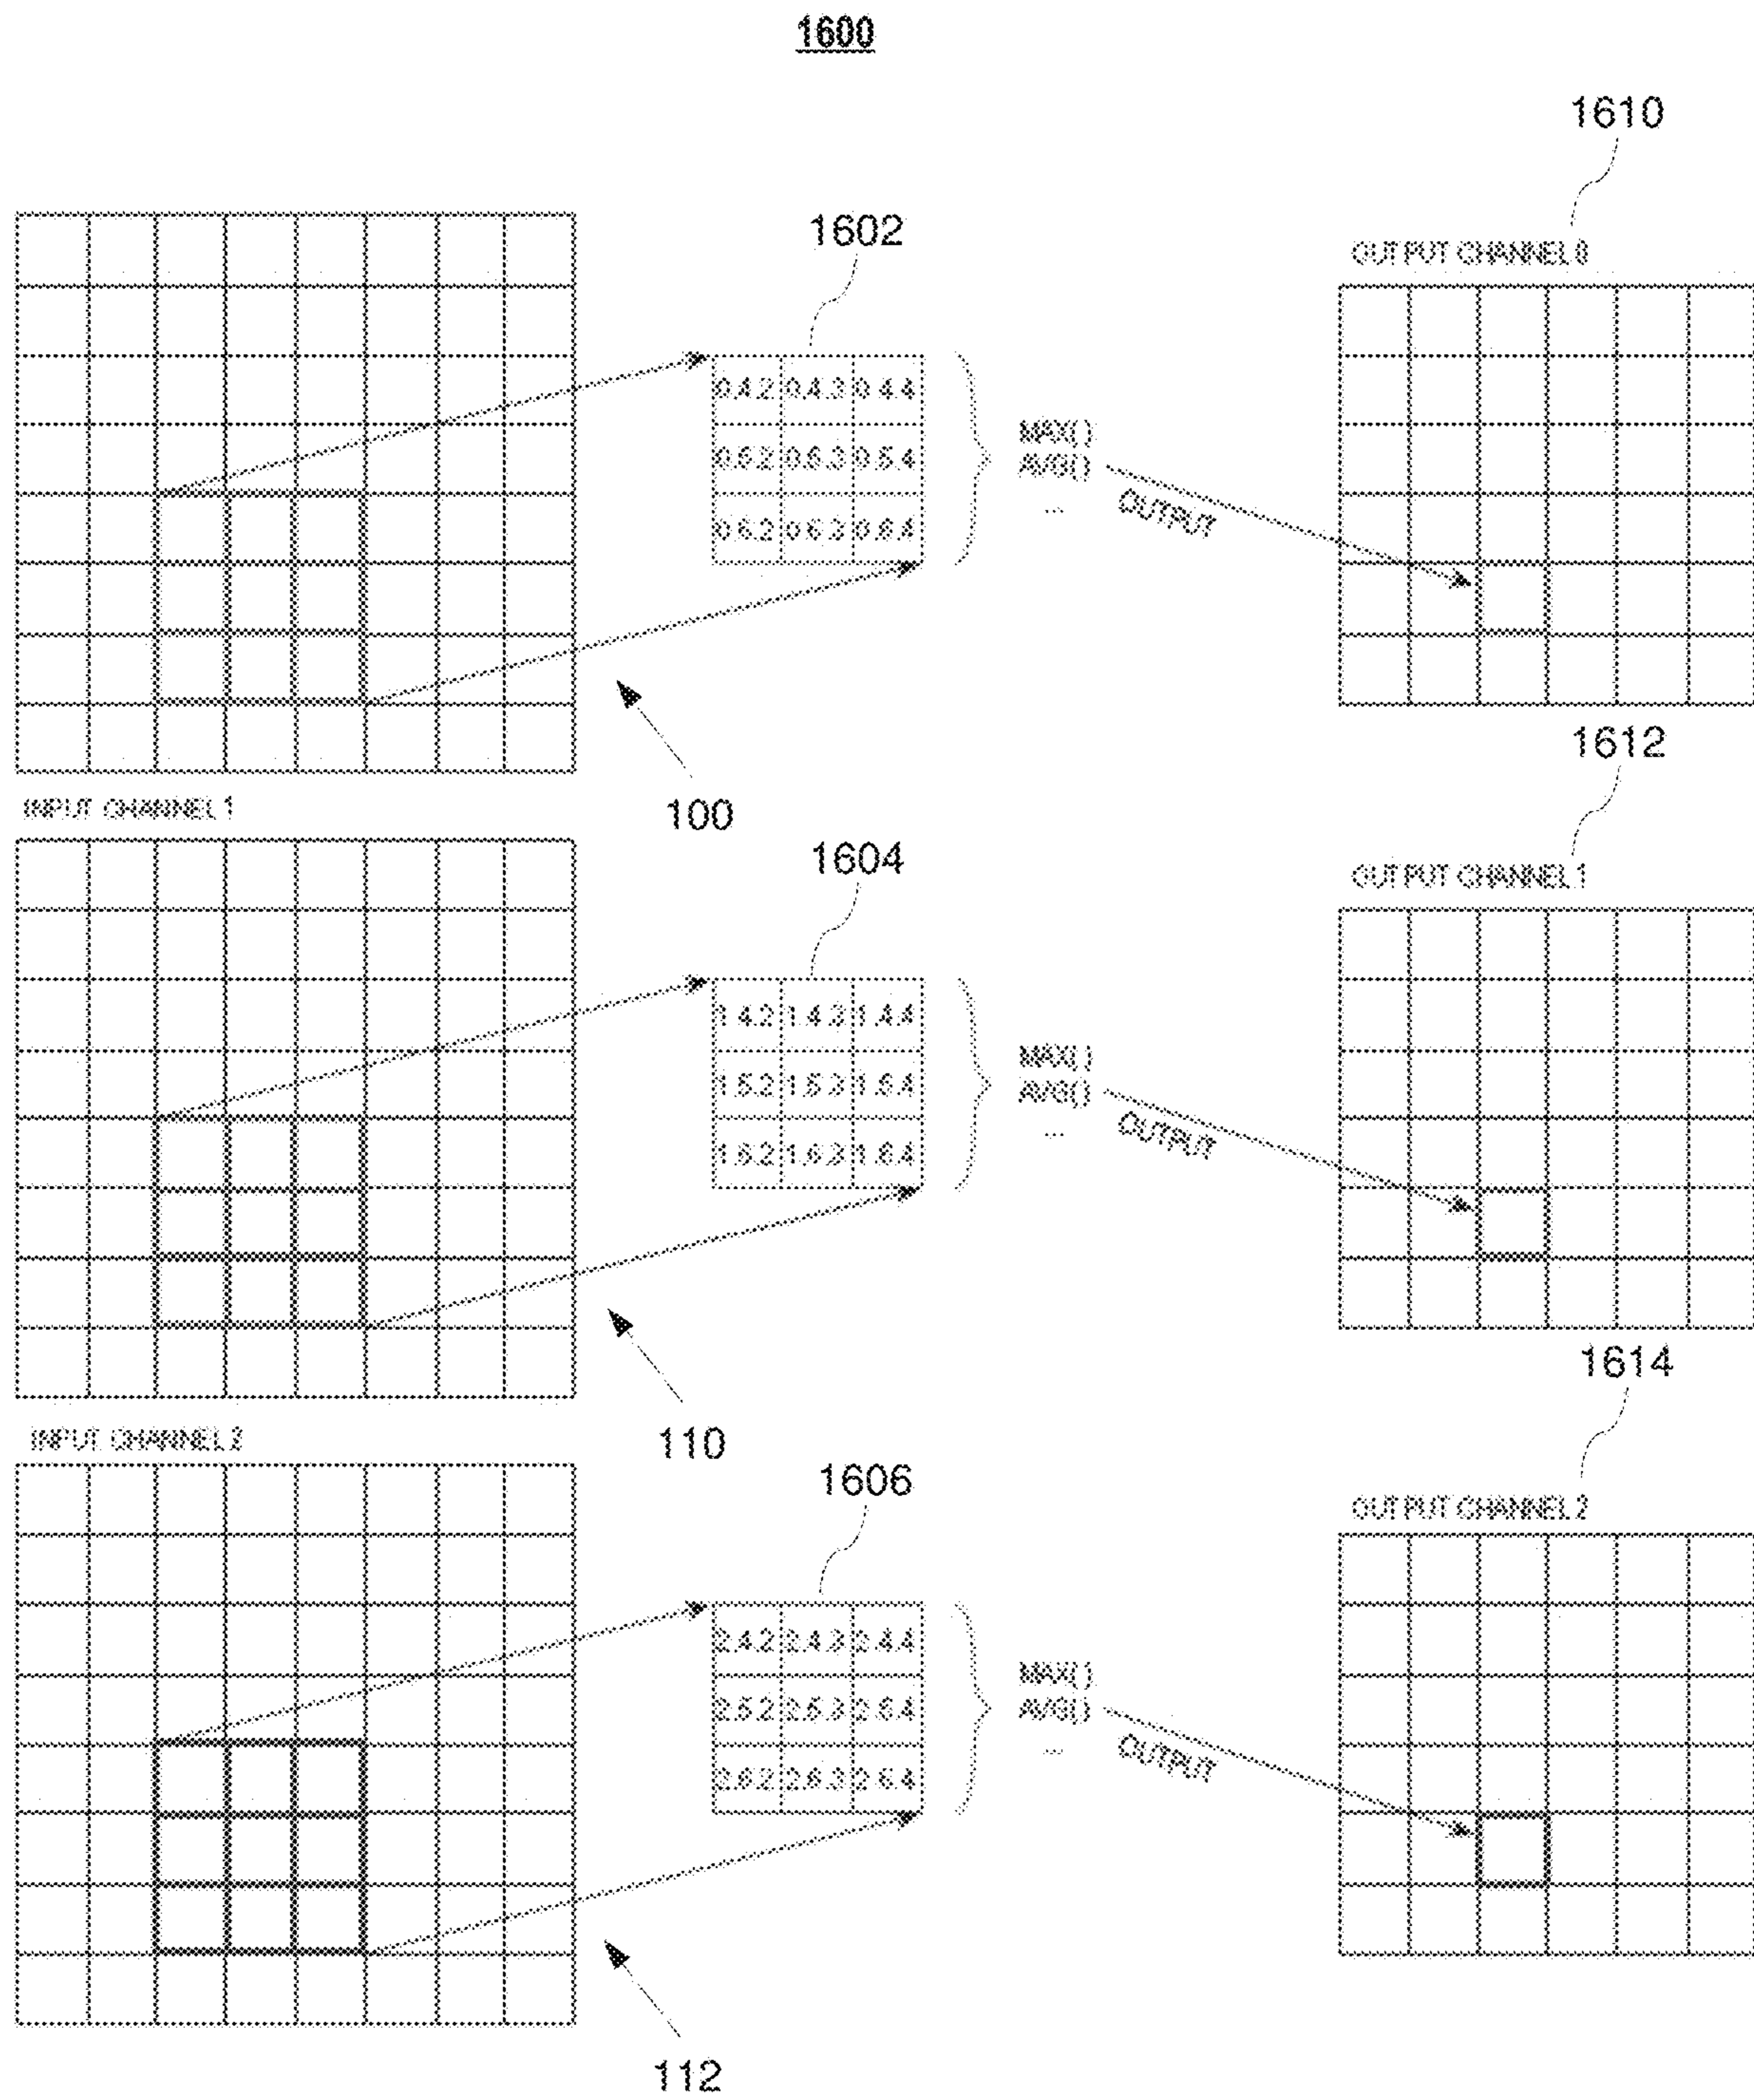 1600
1610
1602
OUTPUT CHANNEL 0
0.4.2 0.4.3 0.4.4
0.5.2 0.5.3 0.5.4
0.6.2 0.6.3 0.6.4
MAX()
AVG()
...
OUTPUT
100
1612
INPUT CHANNEL 1
1604
OUTPUT CHANNEL 1
1.4.2 1.4.3 1.4.4
1.5.2 1.5.3 1.5.4
1.6.2 1.6.3 1.6.4
MAX()
AVG()
...
OUTPUT
110
1614
INPUT CHANNEL 2
1606
OUTPUT CHANNEL 2
2.4.2 2.4.3 2.4.4
2.5.2 2.5.3 2.5.4
2.6.2 2.6.3 2.6.4
MAX()
AVG()
...
OUTPUT
112